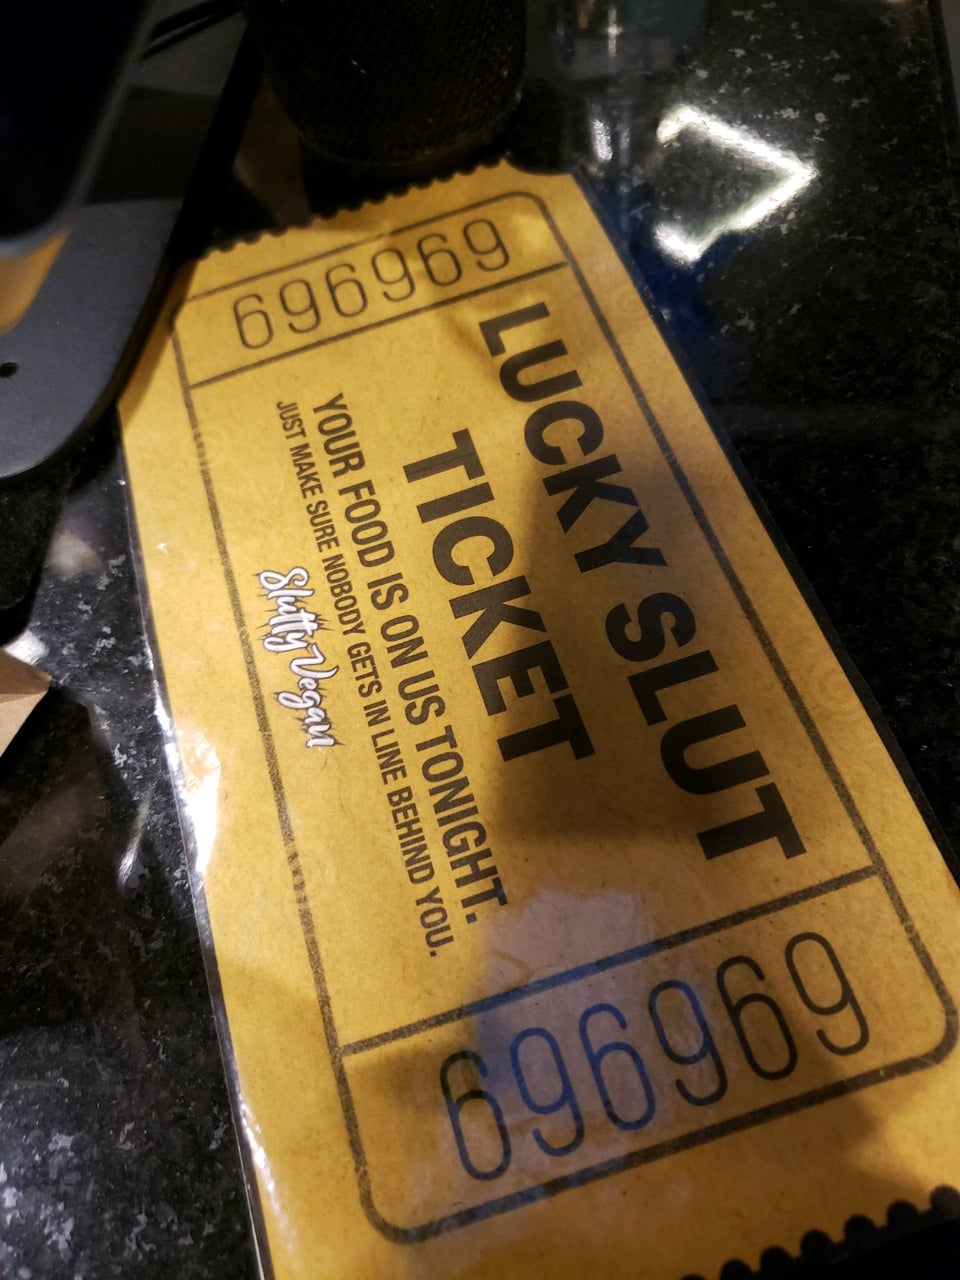 696969
LUCKY SLUT
TICKET
YOUR FOOD IS ON US TONIGHT.
JUST MAKE SURE NOBODY GETS IN LINE BEHIND YOU.
Slutty Vegan
696969